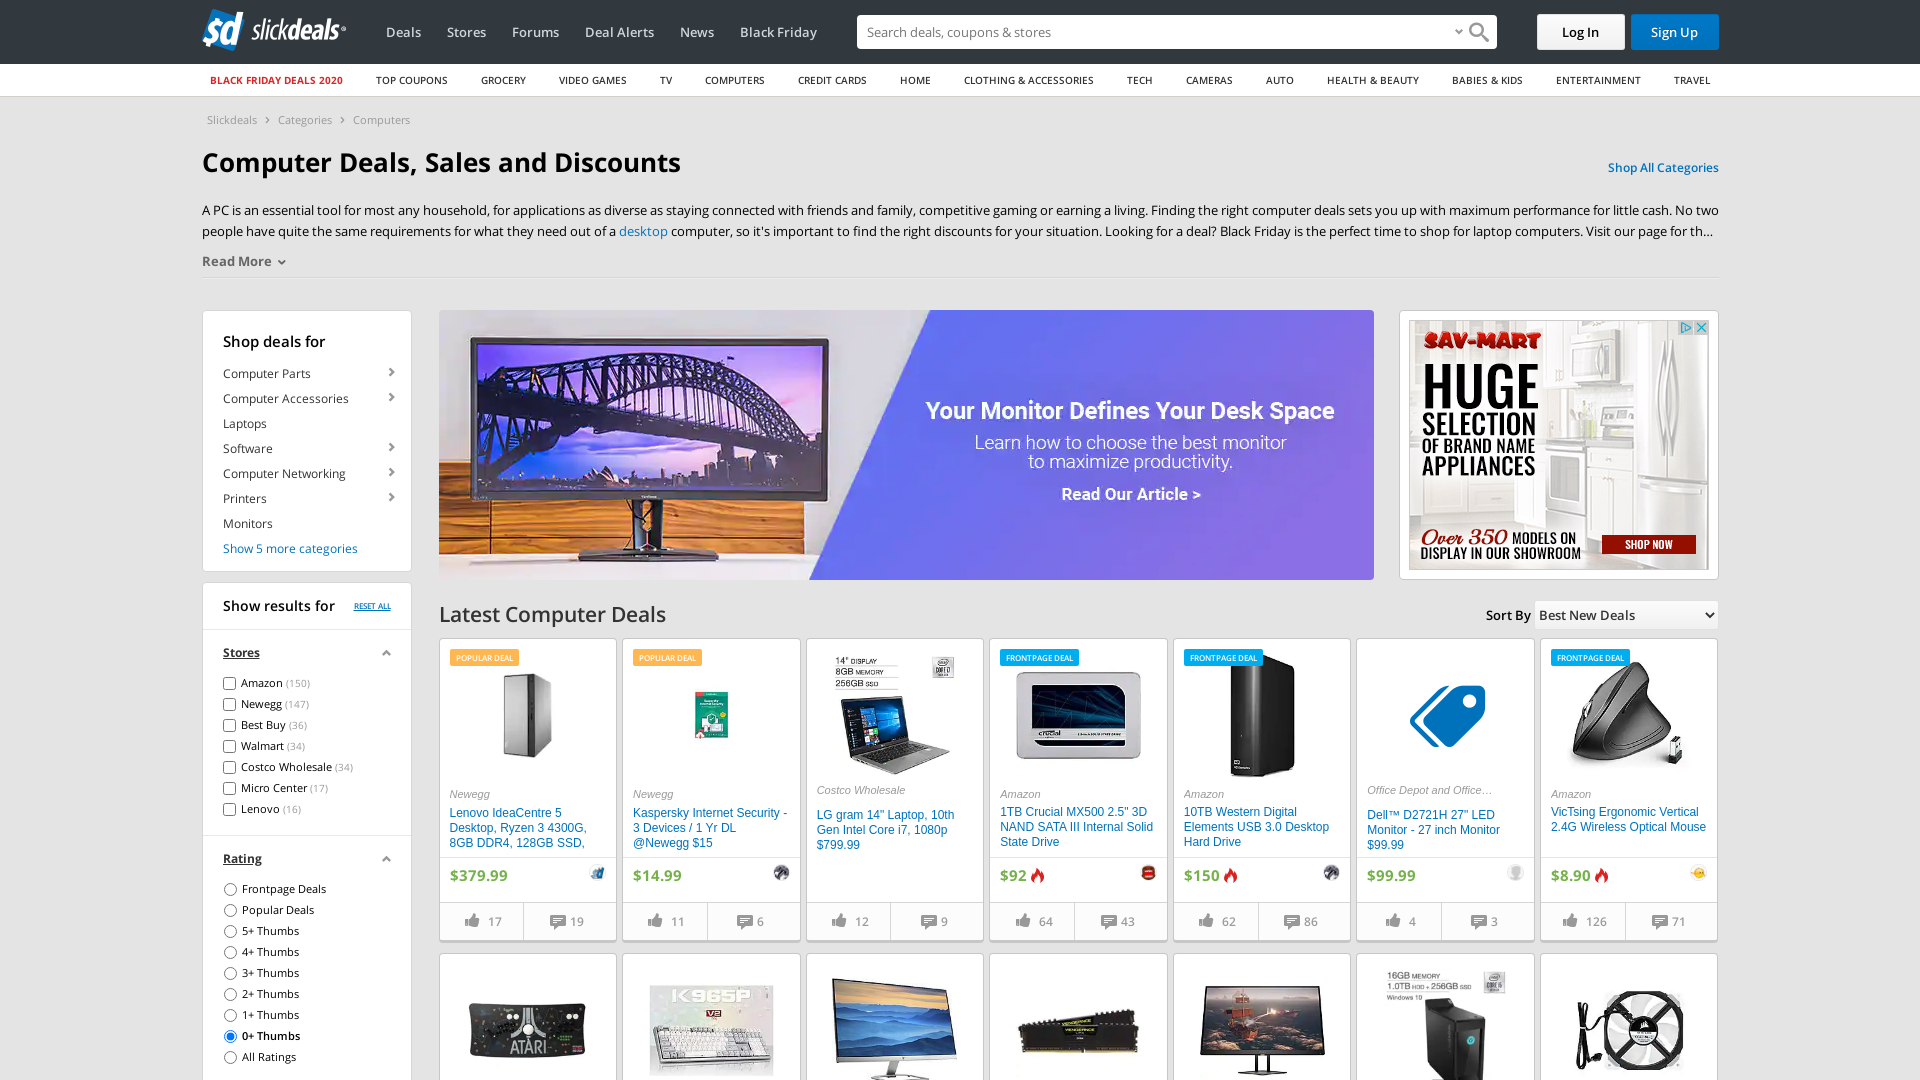 slickdeals
Deals
Stores
Forums
Deal Alerts
News
Black Friday
Search deals, coupons & stores
Log In
Sign Up
BLACK FRIDAY DEALS 2020
TOP COUPONS
GROCERY
VIDEO GAMES
TV
COMPUTERS
CREDIT CARDS
HOME
CLOTHING & ACCESSORIES
TECH
CAMERAS
AUTO
HEALTH & BEAUTY
BABIES & KIDS
ENTERTAINMENT
TRAVEL
Slickdeals > Categories > Computers
Computer Deals, Sales and Discounts
Shop All Categories
A PC is an essential tool for most any household, for applications as diverse as staying connected with friends and family, competitive gaming or earning a living. Finding the right computer deals sets you up with maximum performance for little cash. No two
people have quite the same requirements for what they need out of a desktop computer, so it's important to find the right discounts for your situation. Looking for a deal? Black Friday is the perfect time to shop for laptop computers. Visit our page for th...
Read More
Shop deals for
Computer Parts
Computer Accessories
Laptops
Software
Computer Networking
Printers
Monitors
Show 5 more categories
Show results for
RESET ALL
Stores
Amazon (150)
Newegg (147)
Best Buy (36)
Walmart (34)
Costco Wholesale (34)
Micro Center (17)
Lenovo (16)
Rating
Frontpage Deals
Popular Deals
5+ Thumbs
4+ Thumbs
3+ Thumbs
2+ Thumbs
1+ Thumbs
0+ Thumbs
All Ratings
Your Monitor Defines Your Desk Space
Learn how to choose the best monitor
to maximize productivity.
Read Our Article >
SAV-MART
HUGE
SELECTION
OF BRAND NAME
APPLIANCES
Over 350 MODELS ON
DISPLAY IN OUR SHOWROOM
SHOP NOW
Latest Computer Deals
Sort By
Best New Deals
POPULAR DEAL
Newegg
Lenovo IdeaCentre 5
Desktop, Ryzen 3 4300G,
8GB DDR4, 128GB SSD,
$379.99
17
19
POPULAR DEAL
Newegg
Kaspersky Internet Security -
3 Devices / 1 Yr DL
@Newegg $15
$14.99
11
6
14" DISPLAY
8GB MEMORY
256GB SSD
Costco Wholesale
LG gram 14" Laptop, 10th
Gen Intel Core i7, 1080p
$799.99
12
9
FRONTPAGE DEAL
crucial
Amazon
1TB Crucial MX500 2.5" 3D
NAND SATA III Internal Solid
State Drive
$92
64
43
FRONTPAGE DEAL
Amazon
10TB Western Digital
Elements USB 3.0 Desktop
Hard Drive
$150
62
86
Office Depot and Office...
Dell™ D2721H 27" LED
Monitor - 27 inch Monitor
$99.99
$99.99
4
3
FRONTPAGE DEAL
Amazon
VicTsing Ergonomic Vertical
2.4G Wireless Optical Mouse
$8.90
126
71
ATARI
K965P
V2
VENGEANCE
16GB MEMORY
1.0TB HDD + 256GB SSD
Windows 10